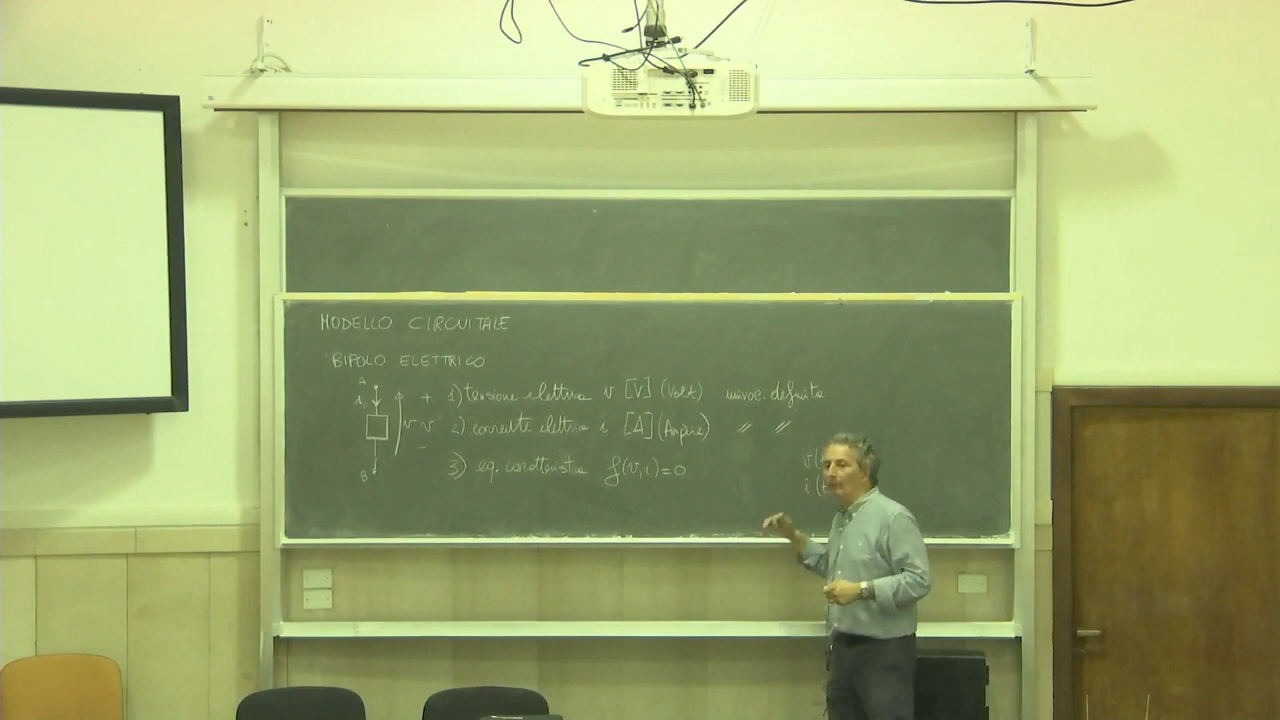 MODELLO CIRCUITALE
BIPOLO ELETTRICO
A
i
+ 1) tensione elettrica v [V] (Volt) univoc. definita
v v 2) corrente elettrica i [A] (Ampère) " "
-
3) eq. caratteristica f(v,i)=0
B
v(
i(